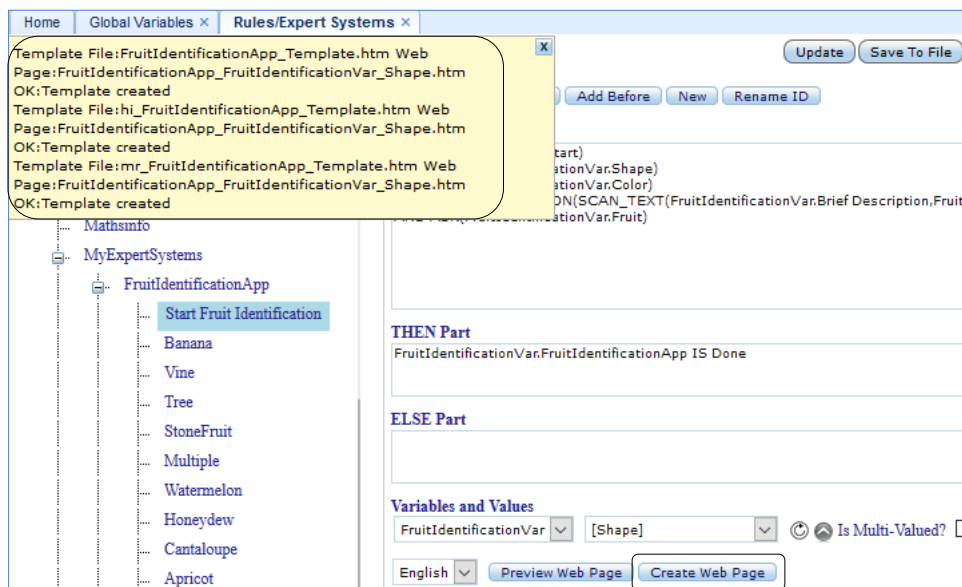 Home Global Variables × Rules/Expert Systems ×
Template File:FruitIdentificationApp_Template.htm Web
Page:FruitIdentificationApp_FruitIdentificationVar_Shape.htm
OK:Template created
Template File:hi_FruitIdentificationApp_Template.htm Web
Page:FruitIdentificationApp_FruitIdentificationVar_Shape.htm
OK:Template created
Template File:mr_FruitIdentificationApp_Template.htm Web
Page:FruitIdentificationApp_FruitIdentificationVar_Shape.htm
OK:Template created
X
Update Save To File
Add Before New Rename ID
tart)
ationVar.Shape)
ationVar.Color)
ON(SCAN_TEXT(FruitIdentificationVar.Brief Description,Fruit
ationVar.Fruit)
Mathsinfo
MyExpertSystems
FruitIdentificationApp
Start Fruit Identification
Banana
Vine
Tree
StoneFruit
Multiple
Watermelon
Honeydew
Cantaloupe
Apricot
THEN Part
FruitIdentificationVar.FruitIdentificationApp IS Done
ELSE Part
Variables and Values
FruitIdentificationVar [Shape] Is Multi-Valued?
English Preview Web Page Create Web Page